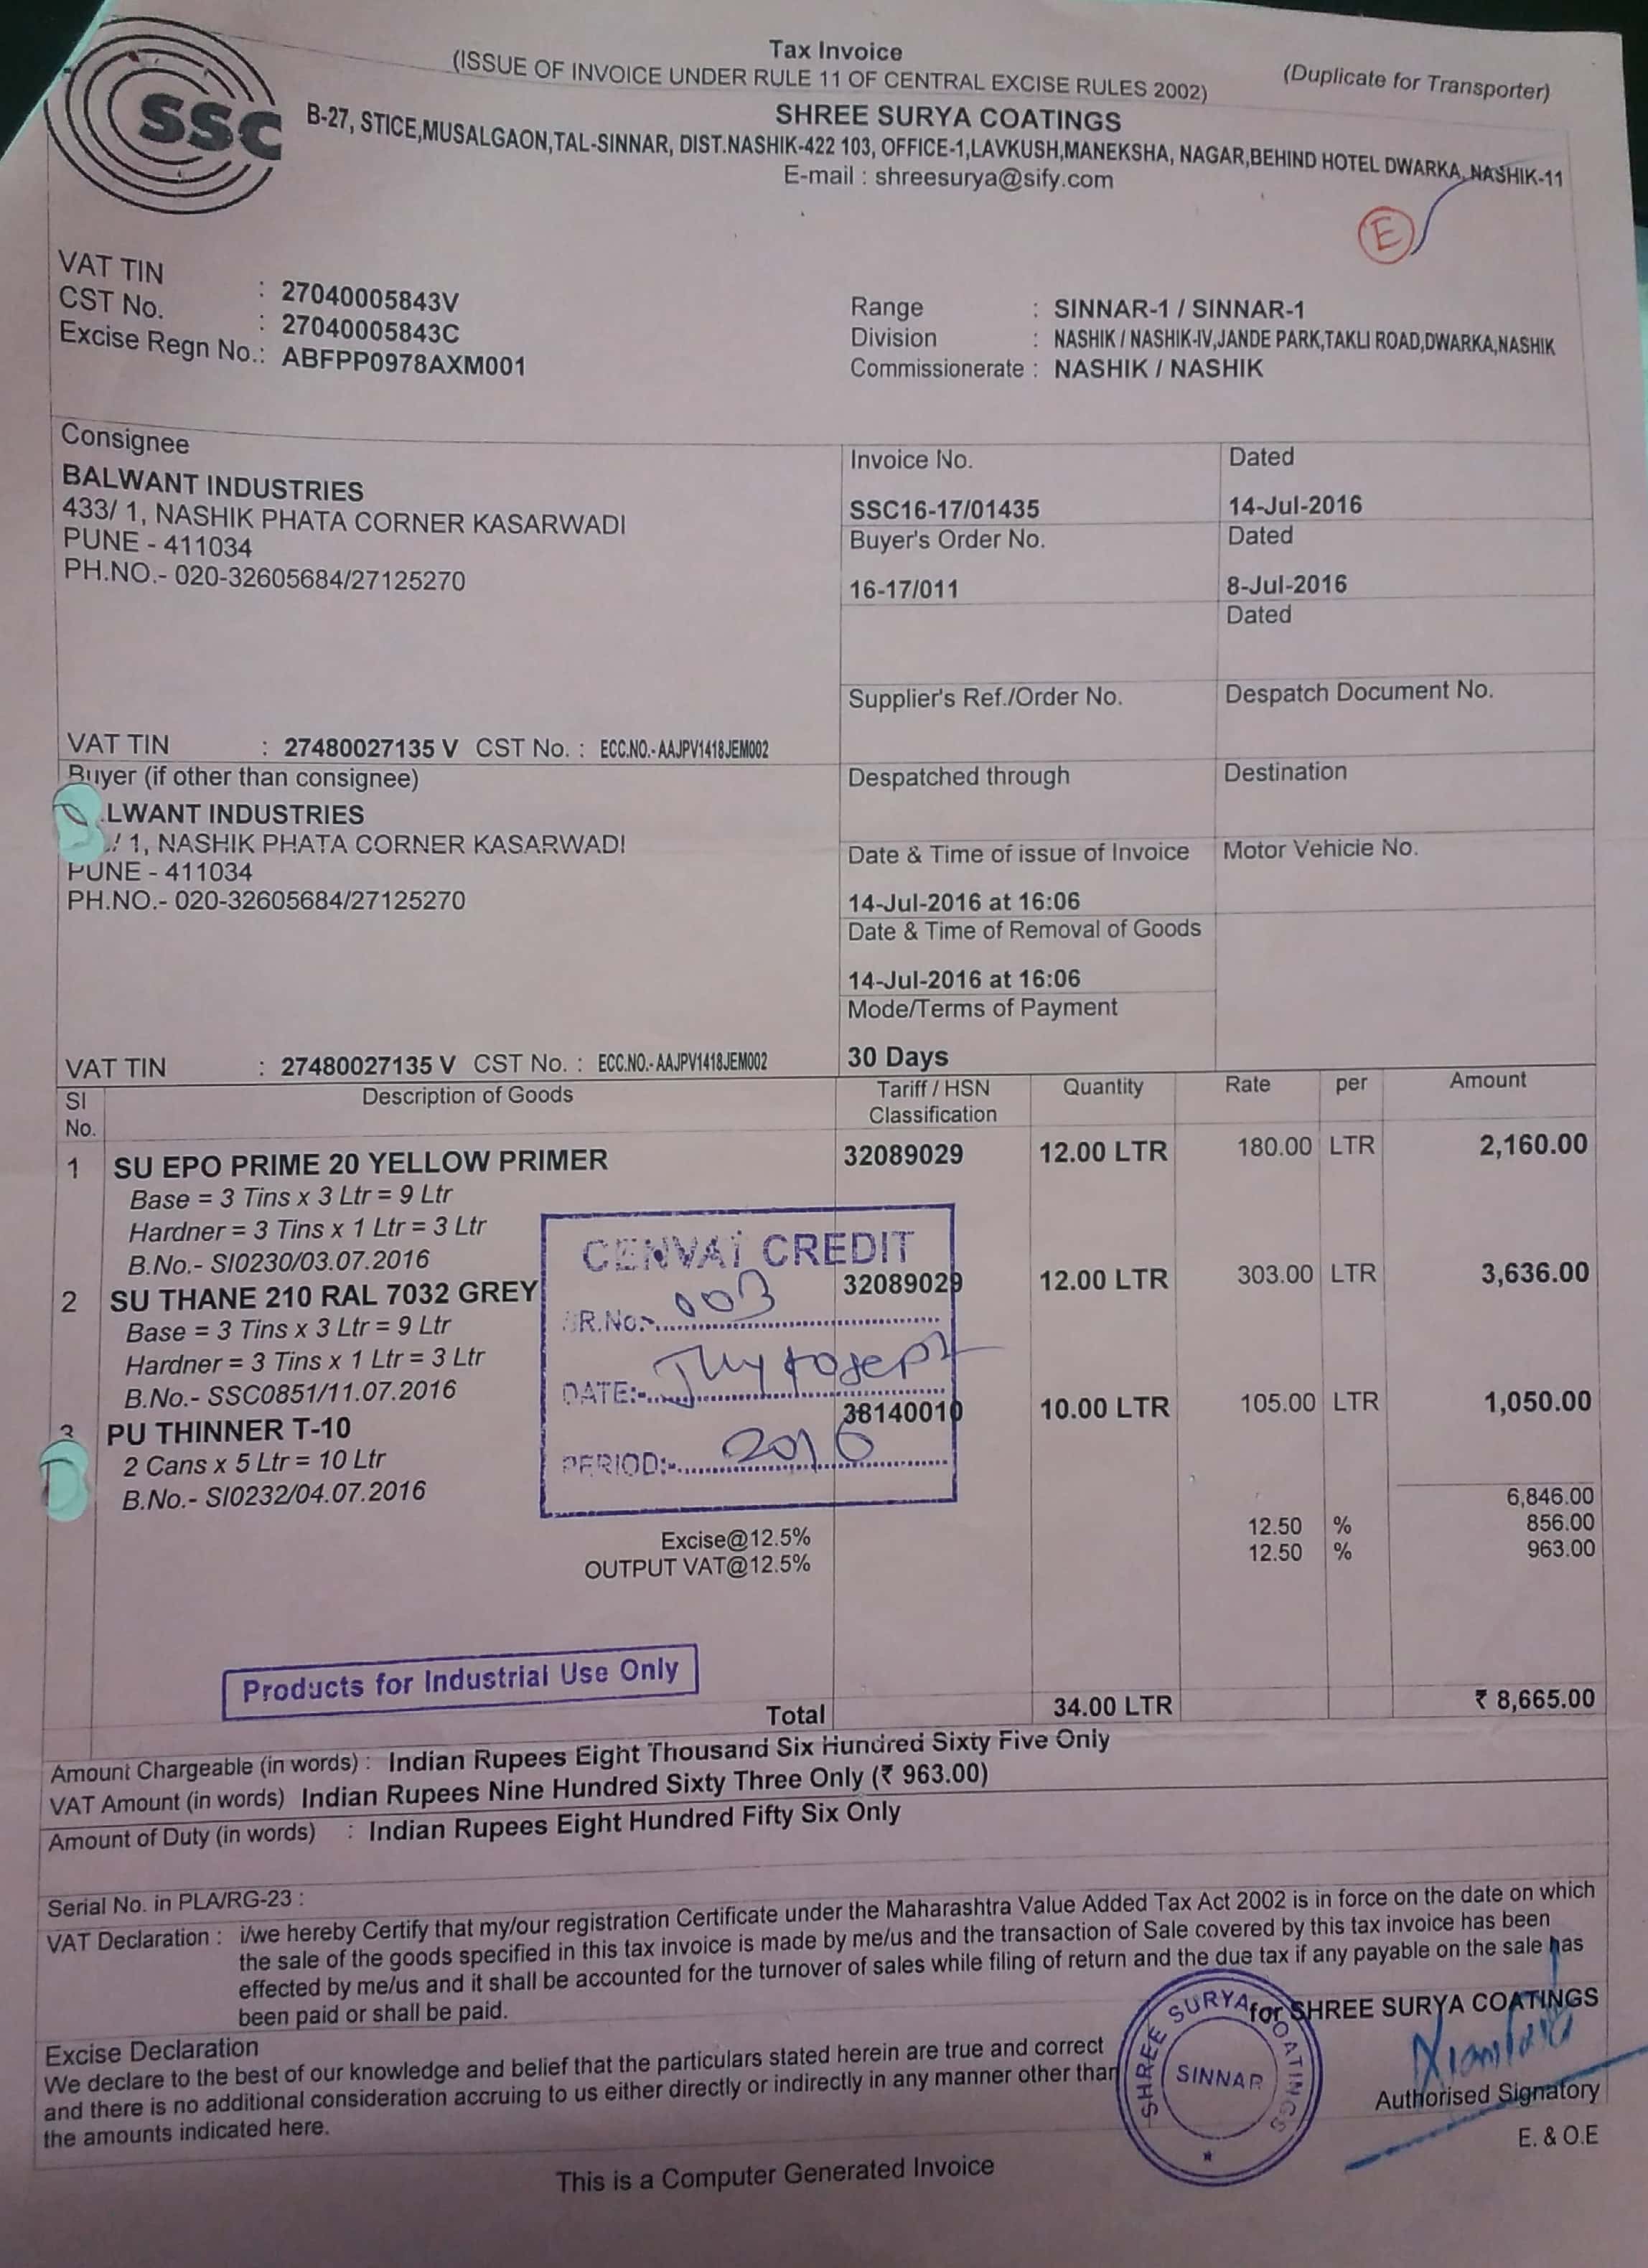 Tax Invoice
(ISSUE OF INVOICE UNDER RULE 11 OF CENTRAL EXCISE RULES 2002)
(Duplicate for Transporter)
SSC
SHREE SURYA COATINGS
B-27, STICE,MUSALGAON,TAL-SINNAR, DIST.NASHIK-422 103, OFFICE-1,LAVKUSH,MANEKSHA, NAGAR,BEHIND HOTEL DWARKA, NASHIK-11
E-mail : shreesurya@sify.com
E
VAT TIN : 27040005843V
CST No. : 27040005843C
Excise Regn No.: ABFPP0978AXM001
Range : SINNAR-1 / SINNAR-1
Division : NASHIK / NASHIK-IV,JANDE PARK,TAKLI ROAD,DWARKA,NASHIK
Commissionerate : NASHIK / NASHIK
Consignee
BALWANT INDUSTRIES
433/ 1, NASHIK PHATA CORNER KASARWADI
PUNE - 411034
PH.NO.- 020-32605684/27125270
VAT TIN : 27480027135 V CST No. : ECC.NO.- AAJPV1418JEM002
Buyer (if other than consignee)
LWANT INDUSTRIES
/ 1, NASHIK PHATA CORNER KASARWADI
PUNE - 411034
PH.NO.- 020-32605684/27125270
VAT TIN : 27480027135 V CST No. : ECC.NO.- AAJPV1418JEM002
Invoice No. Dated
SSC16-17/01435 14-Jul-2016
Buyer's Order No. Dated
16-17/011 8-Jul-2016
Dated
Supplier's Ref./Order No. Despatch Document No.
Despatched through Destination
Date & Time of issue of Invoice Motor Vehicle No.
14-Jul-2016 at 16:06
Date & Time of Removal of Goods
14-Jul-2016 at 16:06
Mode/Terms of Payment
30 Days
SI No. Description of Goods Tariff / HSN Classification Quantity Rate per Amount
1 SU EPO PRIME 20 YELLOW PRIMER 32089029 12.00 LTR 180.00 LTR 2,160.00
Base = 3 Tins x 3 Ltr = 9 Ltr
Hardner = 3 Tins x 1 Ltr = 3 Ltr
B.No.- SI0230/03.07.2016
2 SU THANE 210 RAL 7032 GREY 32089029 12.00 LTR 303.00 LTR 3,636.00
Base = 3 Tins x 3 Ltr = 9 Ltr
Hardner = 3 Tins x 1 Ltr = 3 Ltr
B.No.- SSC0851/11.07.2016
3 PU THINNER T-10 38140010 10.00 LTR 105.00 LTR 1,050.00
2 Cans x 5 Ltr = 10 Ltr
B.No.- SI0232/04.07.2016
CENVAT CREDIT
SR.No:- 003
DATE:-
PERIOD:- 2016
6,846.00
Excise@12.5% 12.50 % 856.00
OUTPUT VAT@12.5% 12.50 % 963.00
Products for Industrial Use Only
Total 34.00 LTR ₹ 8,665.00
Amount Chargeable (in words) : Indian Rupees Eight Thousand Six Hundred Sixty Five Only
VAT Amount (in words) Indian Rupees Nine Hundred Sixty Three Only (₹ 963.00)
Amount of Duty (in words) : Indian Rupees Eight Hundred Fifty Six Only
Serial No. in PLA/RG-23 :
VAT Declaration : i/we hereby Certify that my/our registration Certificate under the Maharashtra Value Added Tax Act 2002 is in force on the date on which
the sale of the goods specified in this tax invoice is made by me/us and the transaction of Sale covered by this tax invoice has been
effected by me/us and it shall be accounted for the turnover of sales while filing of return and the due tax if any payable on the sale has
been paid or shall be paid.
for SHREE SURYA COATINGS
Excise Declaration
We declare to the best of our knowledge and belief that the particulars stated herein are true and correct
and there is no additional consideration accruing to us either directly or indirectly in any manner other than
the amounts indicated here.
SHREE SURYA COATINGS
SINNAR
Authorised Signatory
E. & O.E
This is a Computer Generated Invoice